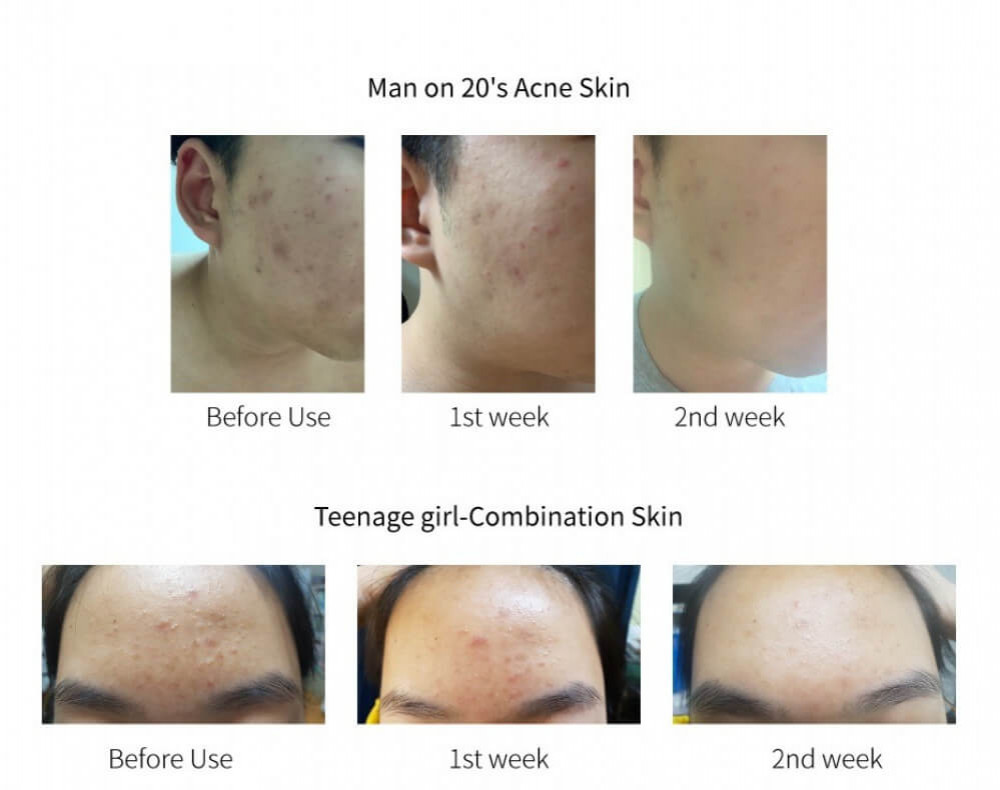 Man on 20's Acne Skin
Before Use
1st week
2nd week
Teenage girl-Combination Skin
Before Use
1st week
2nd week